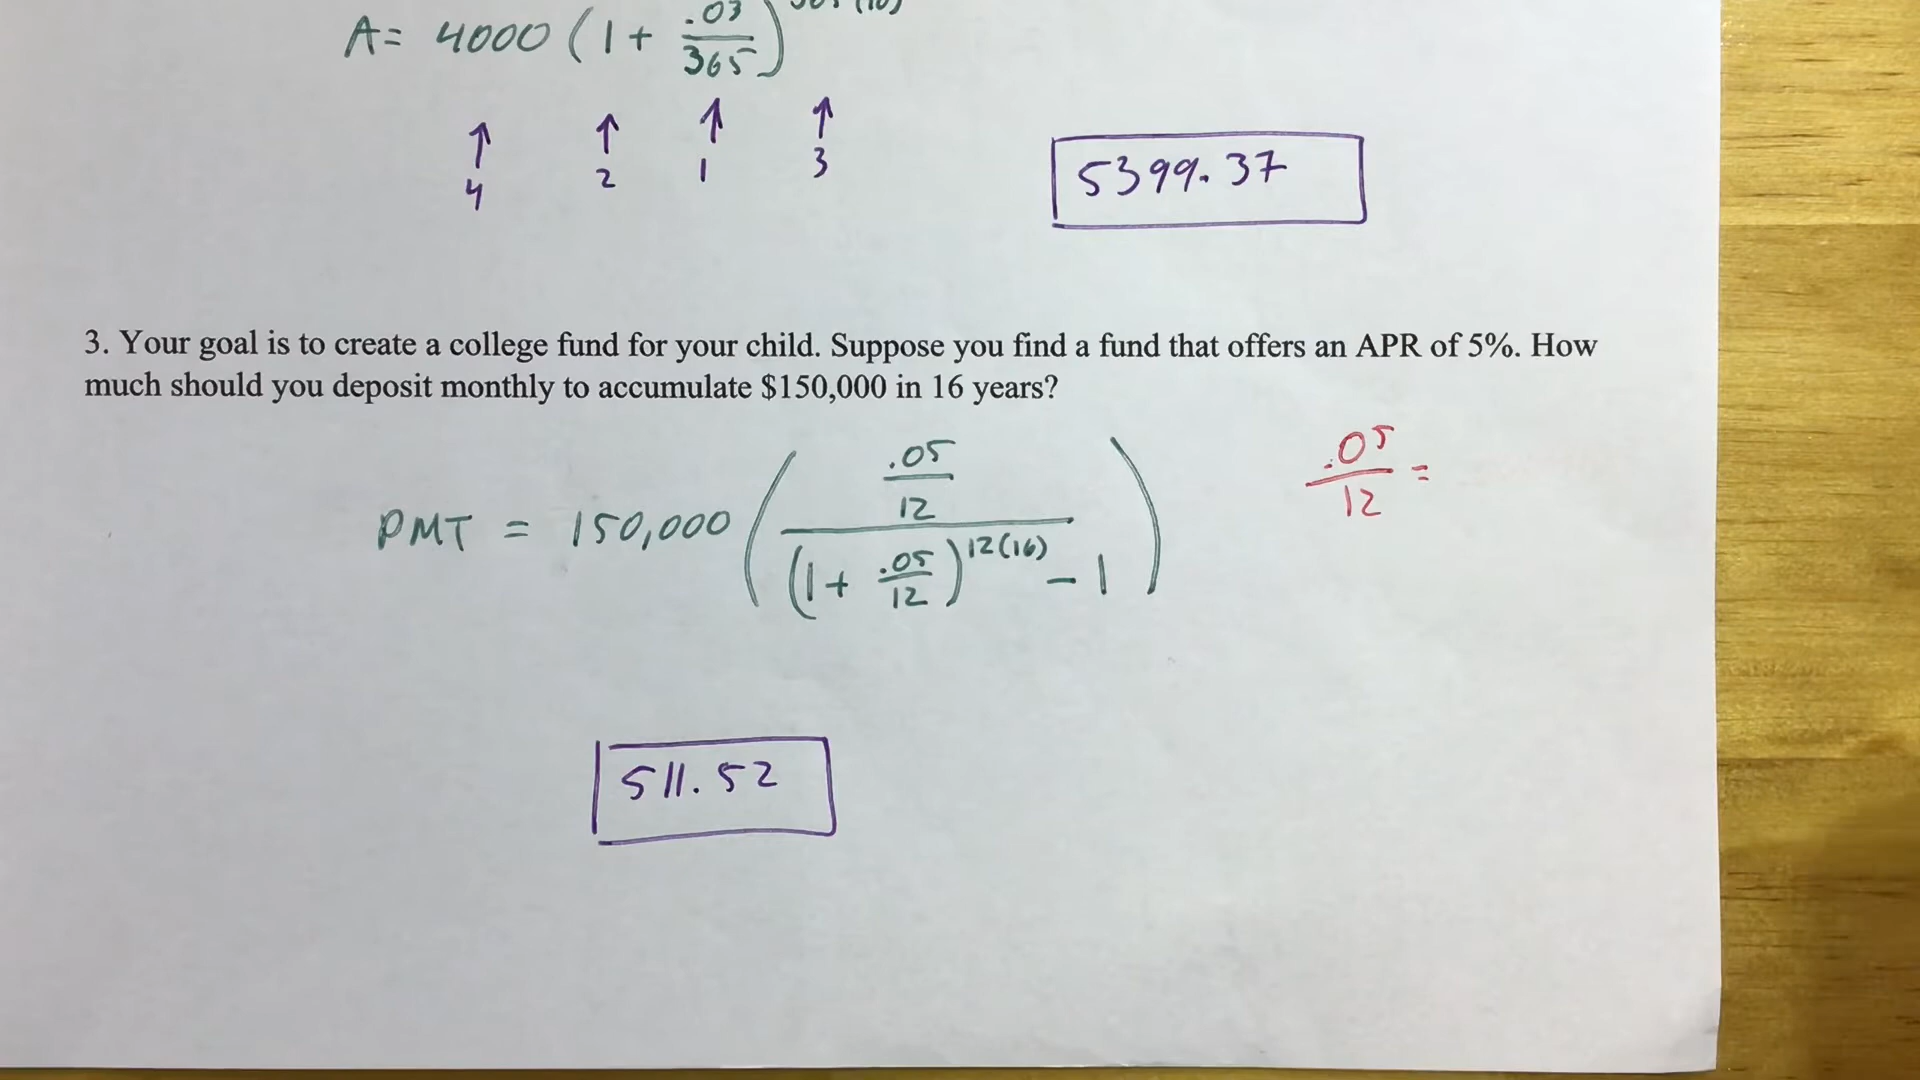 A= 4000 (1 + .03/365)
4 2 1 3
5399.37
3. Your goal is to create a college fund for your child. Suppose you find a fund that offers an APR of 5%. How
much should you deposit monthly to accumulate $150,000 in 16 years?
PMT = 150,000 ( .05/12 / (1 + .05/12)^12(16) - 1 )
.05/12 =
511.52